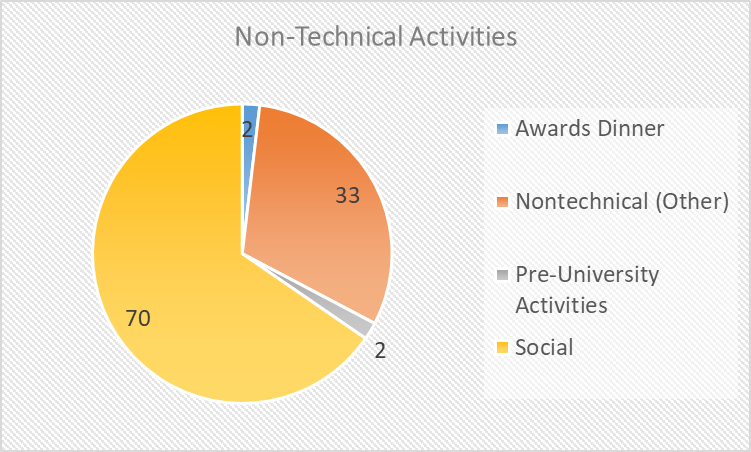 Non-Technical Activities
2
33
2
70
Awards Dinner
Nontechnical (Other)
Pre-University
Activities
Social